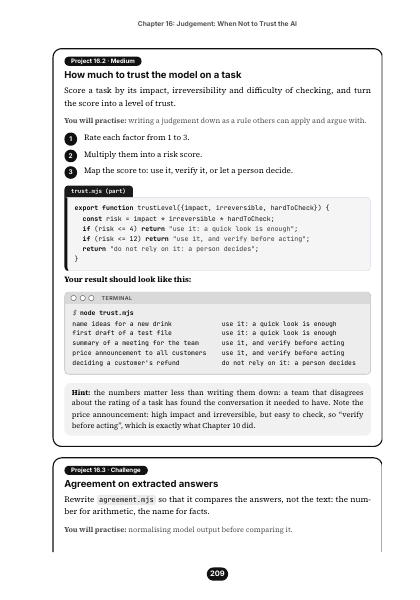 Chapter 16: Judgement: When Not to Trust the AI
Project 16.2 · Medium
How much to trust the model on a task
Score a task by its impact, irreversibility and difficulty of checking, and turn
the score into a level of trust.
You will practise: writing a judgement down as a rule others can apply and argue with.
1 Rate each factor from 1 to 3.
2 Multiply them into a risk score.
3 Map the score to: use it, verify it, or let a person decide.
trust.mjs (part)
export function trustLevel({impact, irreversible, hardToCheck}) {
const risk = impact * irreversible * hardToCheck;
if (risk <= 4) return "use it: a quick look is enough";
if (risk <= 12) return "use it, and verify before acting";
return "do not rely on it: a person decides";
}
Your result should look like this:
TERMINAL
$ node trust.mjs
name ideas for a new drink use it: a quick look is enough
first draft of a test file use it: a quick look is enough
summary of a meeting for the team use it, and verify before acting
price announcement to all customers use it, and verify before acting
deciding a customer's refund do not rely on it: a person decides
Hint: the numbers matter less than writing them down: a team that disagrees
about the rating of a task has found the conversation it needed to have. Note the
price announcement: high impact and irreversible, but easy to check, so “verify
before acting”, which is exactly what Chapter 10 did.
Project 16.3 · Challenge
Agreement on extracted answers
Rewrite agreement.mjs so that it compares the answers, not the text: the num-
ber for arithmetic, the name for facts.
You will practise: normalising model output before comparing it.
209